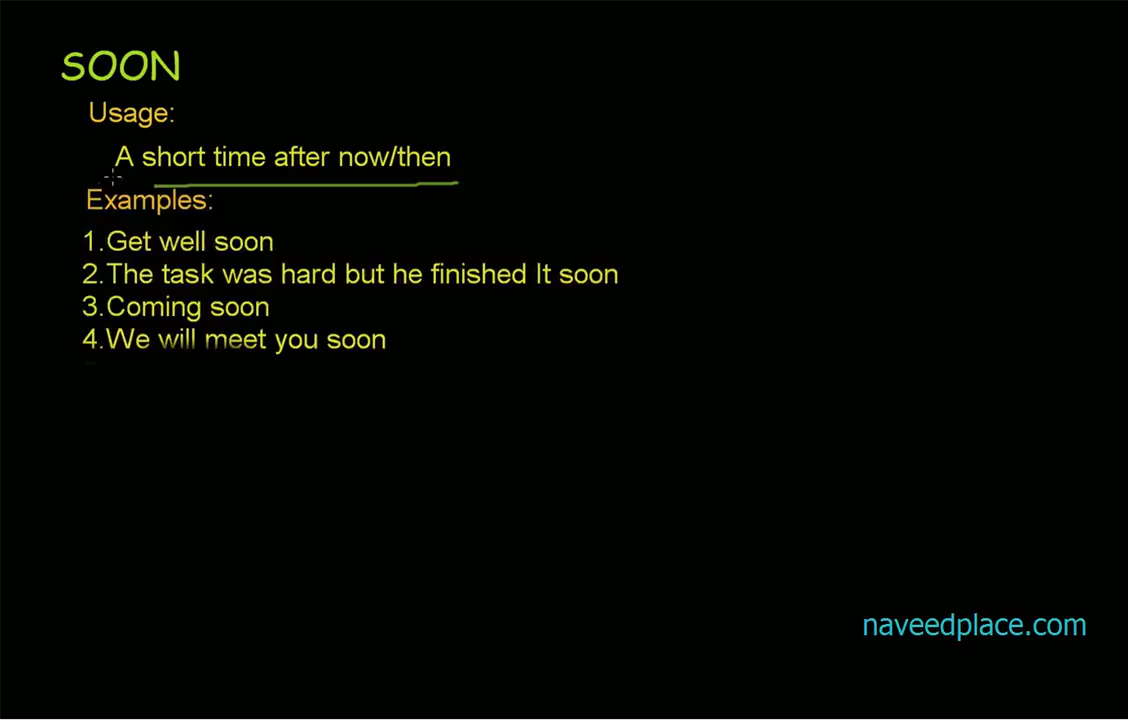 SOON
Usage:
A short time after now/then
Examples:
1.Get well soon
2.The task was hard but he finished It soon
3.Coming soon
4.We will meet you soon
naveedplace.com